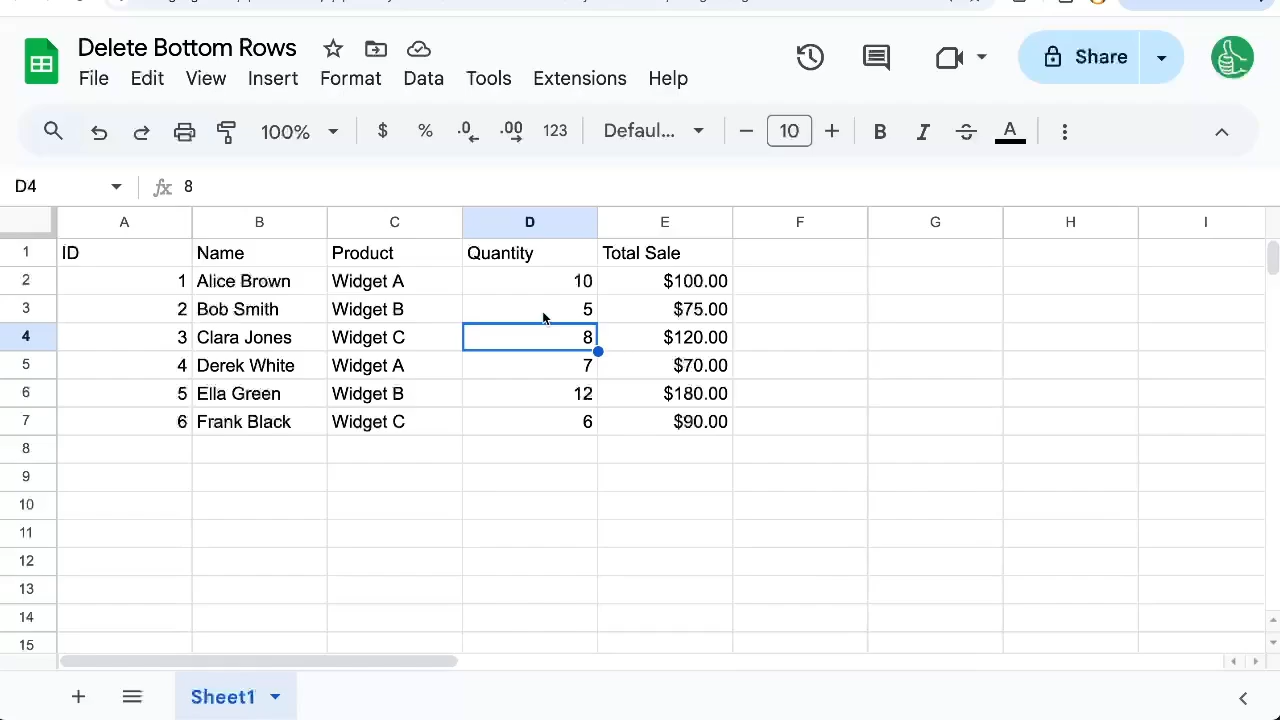 Delete Bottom Rows
File Edit View Insert Format Data Tools Extensions Help
Share
100% $ % .0 .00 123 Defaul... 10 B I S A
D4 fx 8
A B C D E F G H I
1 ID Name Product Quantity Total Sale
2 1 Alice Brown Widget A 10 $100.00
3 2 Bob Smith Widget B 5 $75.00
4 3 Clara Jones Widget C 8 $120.00
5 4 Derek White Widget A 7 $70.00
6 5 Ella Green Widget B 12 $180.00
7 6 Frank Black Widget C 6 $90.00
8
9
10
11
12
13
14
15
Sheet1